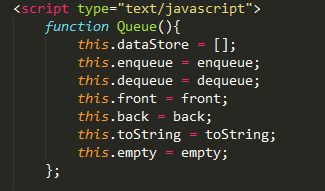 <script type="text/javascript">
function Queue(){
this.dataStore = [];
this.enqueue = enqueue;
this.dequeue = dequeue;
this.front = front;
this.back = back;
this.toString = toString;
this.empty = empty;
};